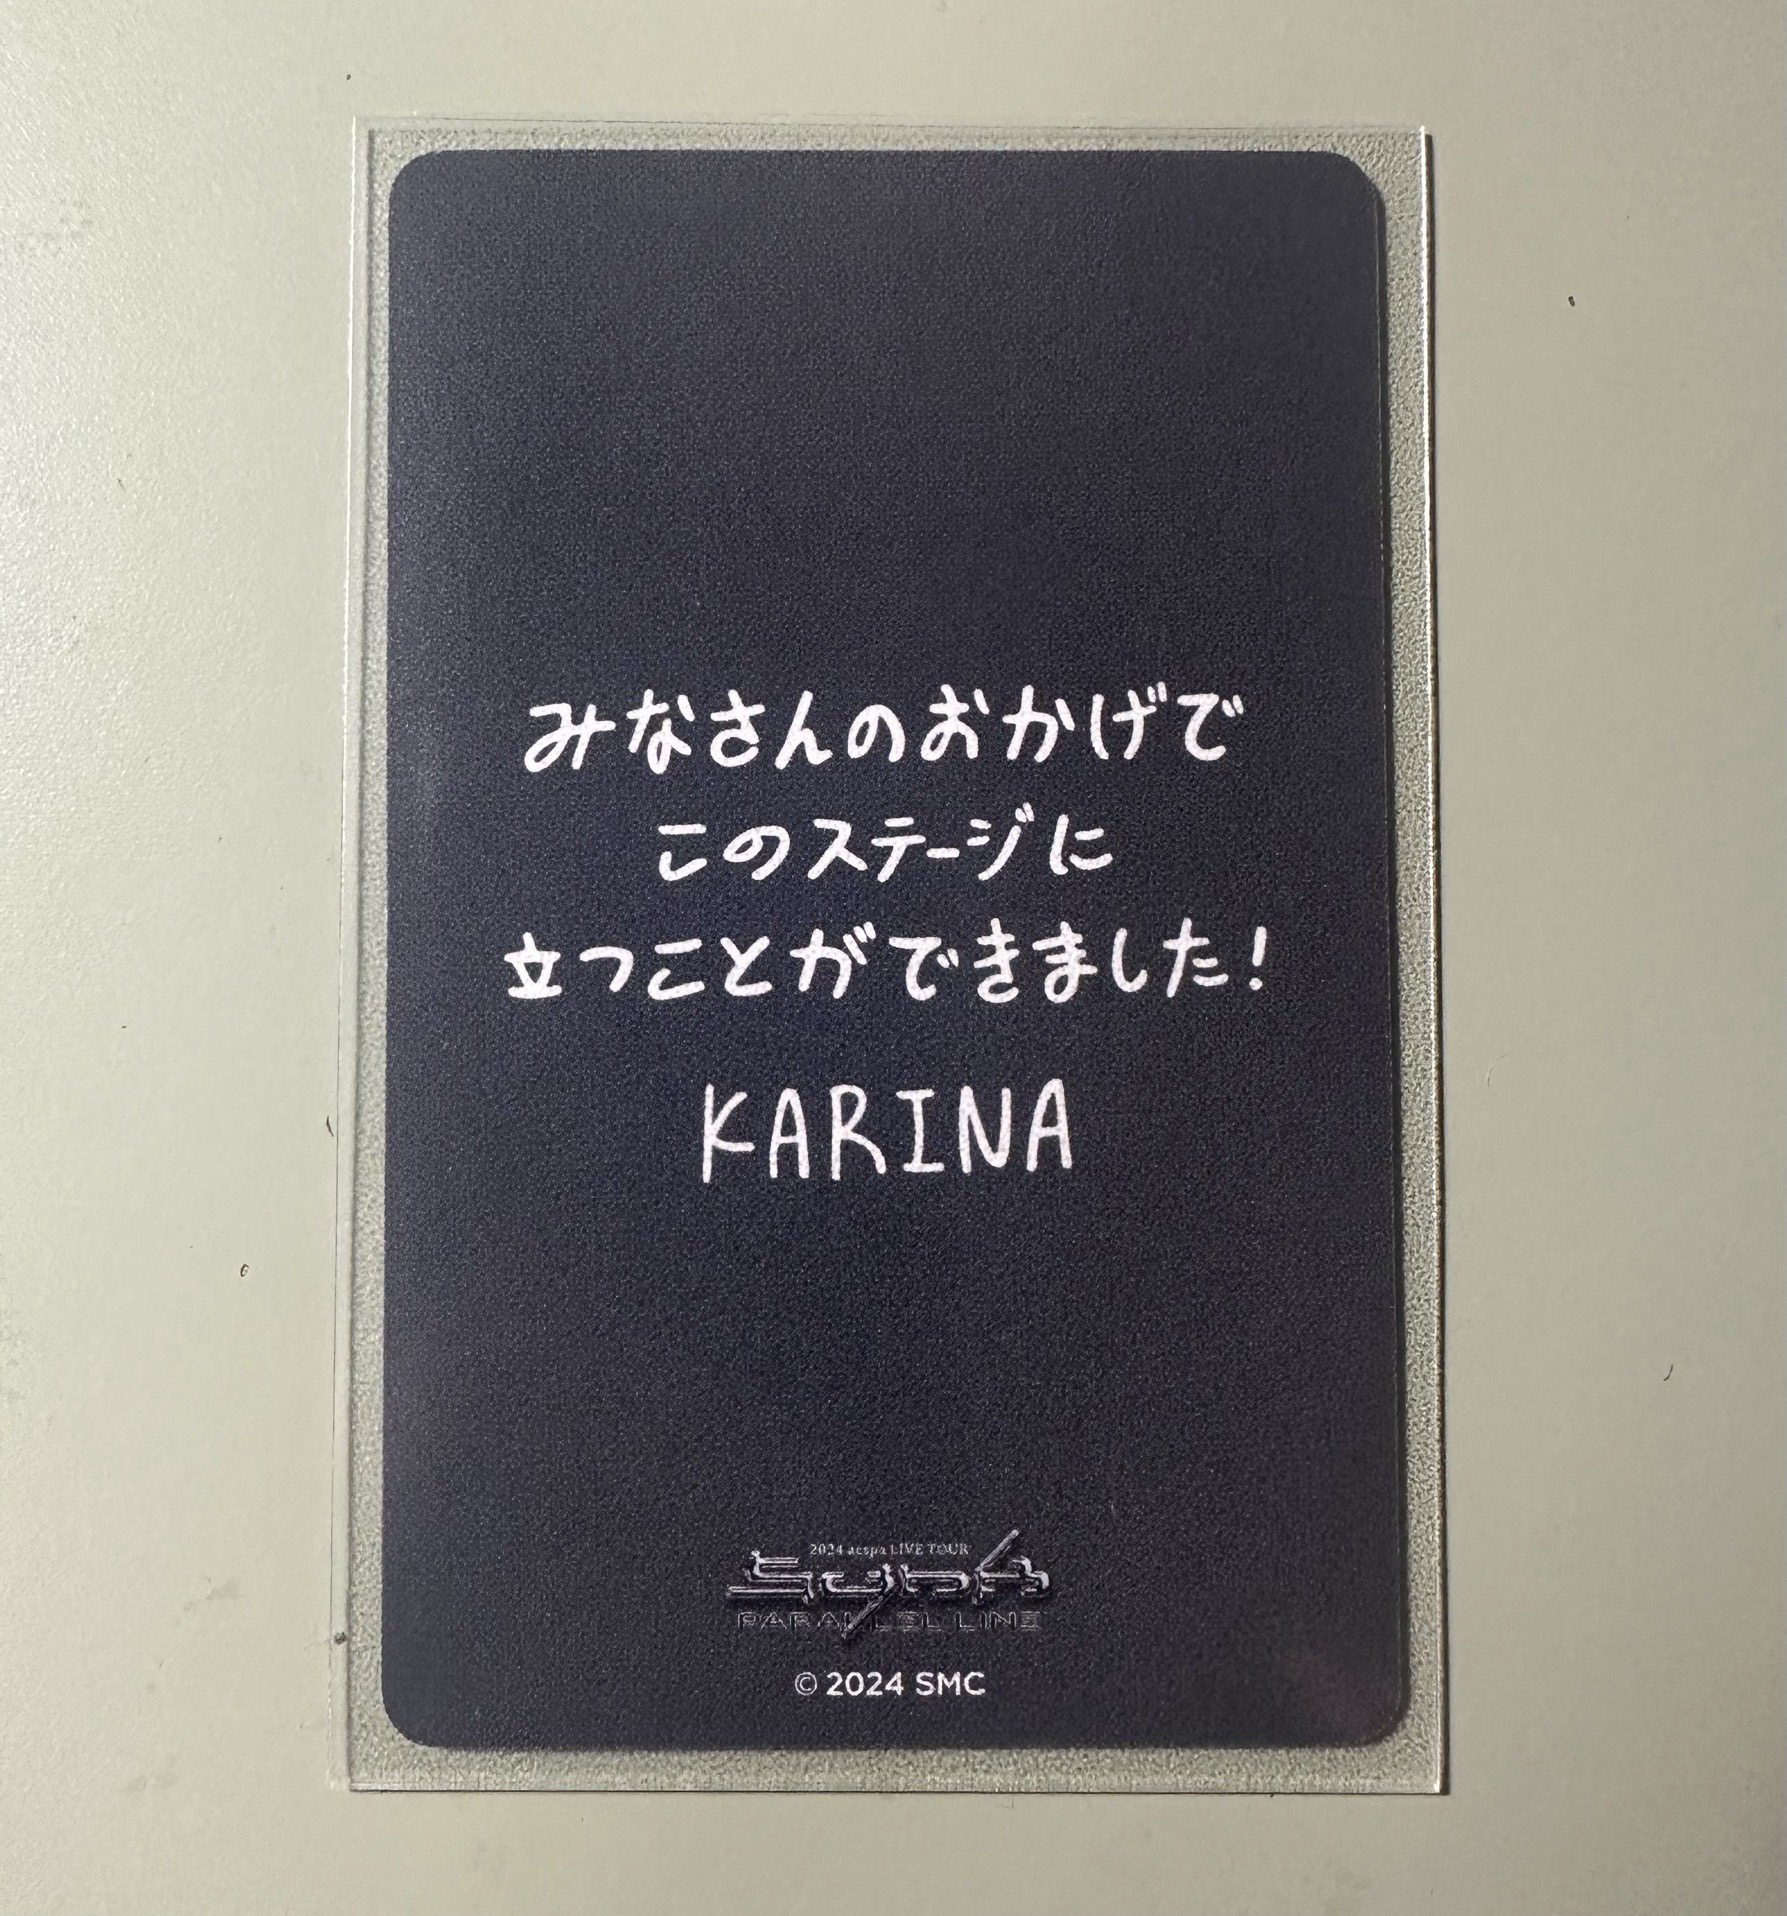 みなさんのおかげで
このステージに
立つことができました!
KARINA
2024 aespa LIVE TOUR
SYNK
PARALLEL LINE
© 2024 SMC